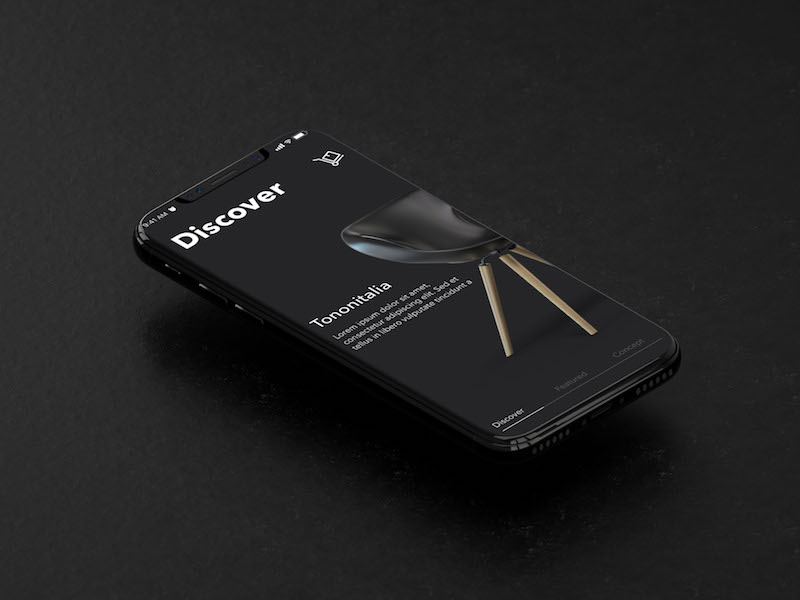 9:41 AM
Discover
Tononitalia
Lorem ipsum dolor sit amet,
consectetur adipiscing elit. Sed et
tellus in libero vulputate tincidunt a
Discover
Featured
Concept